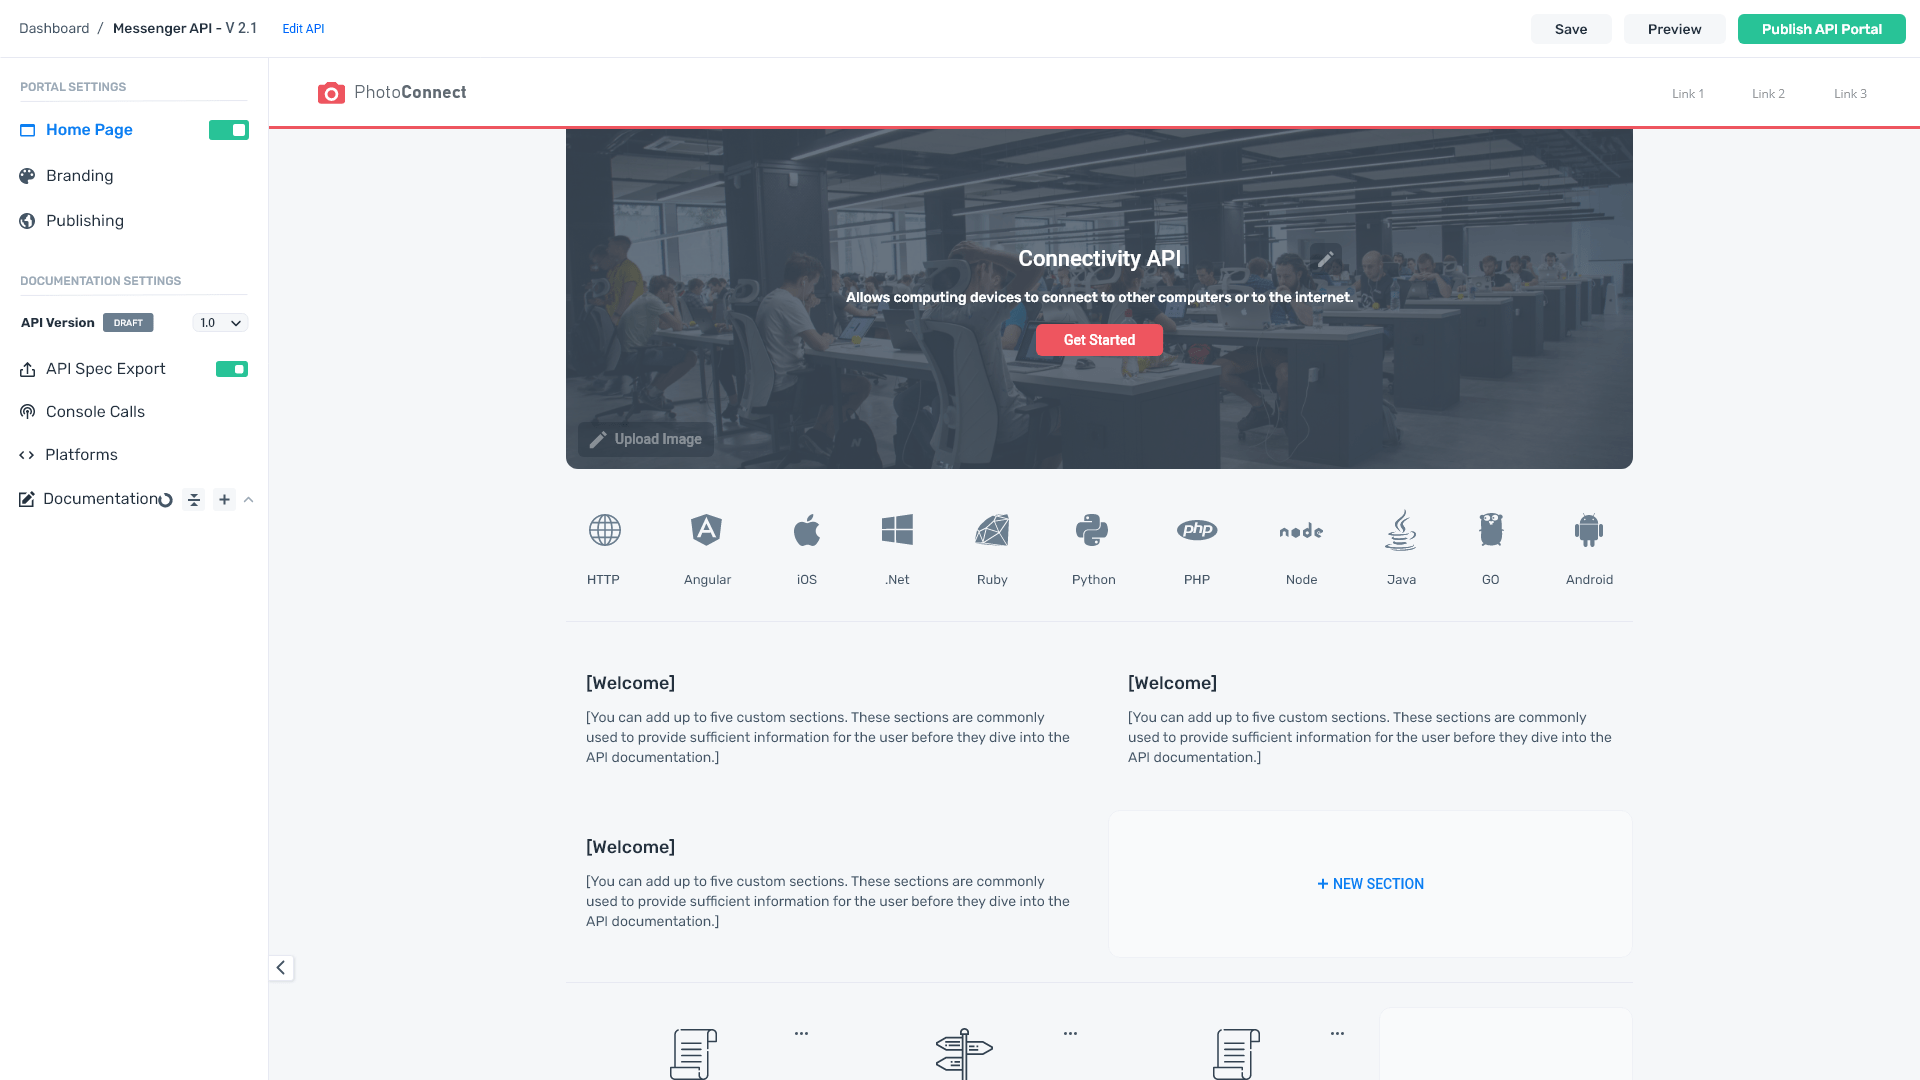 Dashboard / Messenger API - V 2.1 Edit API Save Preview Publish API Portal
PORTAL SETTINGS
Home Page
Branding
Publishing
DOCUMENTATION SETTINGS
API Version DRAFT 1.0
API Spec Export
Console Calls
Platforms
Documentation
PhotoConnect Link 1 Link 2 Link 3
Connectivity API
Allows computing devices to connect to other computers or to the internet.
Get Started
Upload Image
php node
HTTP Angular iOS .Net Ruby Python PHP Node Java GO Android
[Welcome]
[You can add up to five custom sections. These sections are commonly
used to provide sufficient information for the user before they dive into the
API documentation.]
[Welcome]
[You can add up to five custom sections. These sections are commonly
used to provide sufficient information for the user before they dive into the
API documentation.]
[Welcome]
[You can add up to five custom sections. These sections are commonly
used to provide sufficient information for the user before they dive into the
API documentation.]
+ NEW SECTION